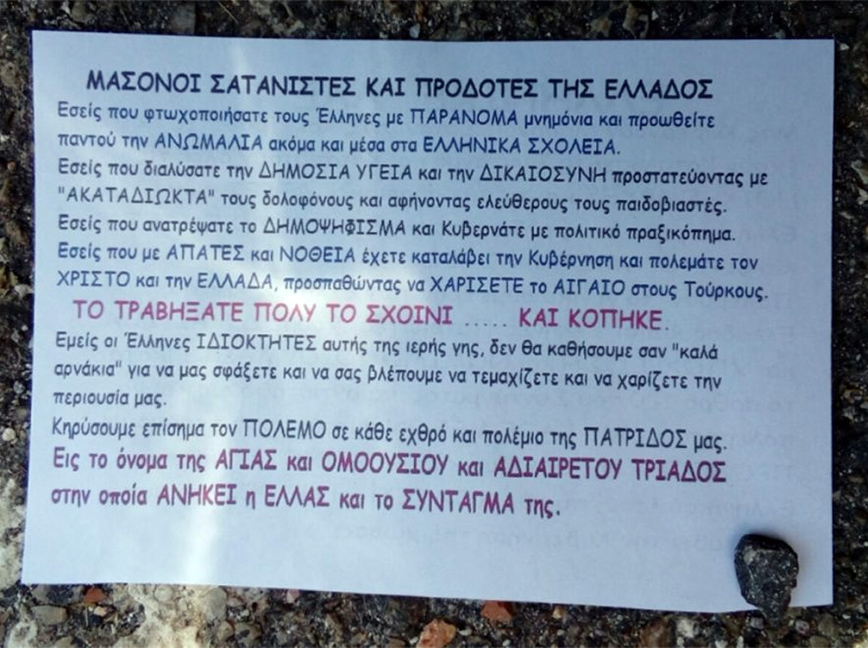 ΜΑΣΟΝΟΙ ΣΑΤΑΝΙΣΤΕΣ ΚΑΙ ΠΡΟΔΟΤΕΣ ΤΗΣ ΕΛΛΑΔΟΣ
Εσείς που φτωχοποιήσατε τους Έλληνες με ΠΑΡΑΝΟΜΑ μνημόνια και προωθείτε
παντού την ΑΝΩΜΑΛΙΑ ακόμα και μέσα στα ΕΛΛΗΝΙΚΑ ΣΧΟΛΕΙΑ.
Εσείς που διαλύσατε την ΔΗΜΟΣΙΑ ΥΓΕΙΑ και την ΔΙΚΑΙΟΣΥΝΗ προστατεύοντας με
"ΑΚΑΤΑΔΙΩΚΤΑ" τους δολοφόνους και αφήνοντας ελεύθερους τους παιδοβιαστές.
Εσείς που ανατρέψατε το ΔΗΜΟΨΗΦΙΣΜΑ και Κυβερνάτε με πολιτικό πραξικόπημα.
Εσείς που με ΑΠΑΤΕΣ και ΝΟΘΕΙΑ έχετε καταλάβει την Κυβέρνηση και πολεμάτε τον
ΧΡΙΣΤΟ και την ΕΛΛΑΔΑ, προσπαθώντας να ΧΑΡΙΣΕΤΕ το ΑΙΓΑΙΟ στους Τούρκους.
ΤΟ ΤΡΑΒΗΞΑΤΕ ΠΟΛΥ ΤΟ ΣΧΟΙΝΙ ..... ΚΑΙ ΚΟΠΗΚΕ.
Εμείς οι Έλληνες ΙΔΙΟΚΤΗΤΕΣ αυτής της ιερής γης, δεν θα καθήσουμε σαν "καλά
αρνάκια" για να μας σφάξετε και να σας βλέπουμε να τεμαχίζετε και να χαρίζετε την
περιουσία μας.
Κηρύσουμε επίσημα τον ΠΟΛΕΜΟ σε κάθε εχθρό και πολέμιο της ΠΑΤΡΙΔΟΣ μας.
Εις το όνομα της ΑΓΙΑΣ και ΟΜΟΟΥΣΙΟΥ και ΑΔΙΑΙΡΕΤΟΥ ΤΡΙΑΔΟΣ
στην οποία ΑΝΗΚΕΙ η ΕΛΛΑΣ και το ΣΥΝΤΑΓΜΑ της.